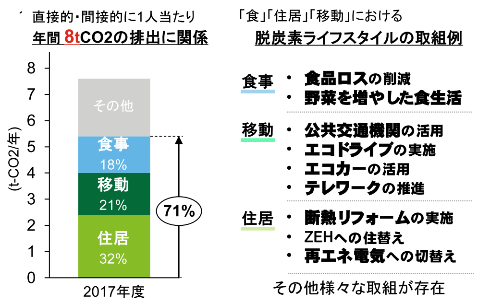 直接的・間接的に1人当たり
年間 8tCO2の排出に関係
(t-CO2/年)
8
7
6
5
4
3
2
1
0
その他
食事
18%
移動
21%
住居
32%
71%
2017年度
「食」「住居」「移動」における
脱炭素ライフスタイルの取組例
食事
・ 食品ロスの削減
・ 野菜を増やした食生活
移動
・ 公共交通機関の活用
・ エコドライブの実施
・ エコカーの活用
・ テレワークの推進
住居
・ 断熱リフォームの実施
・ ZEHへの住替え
・ 再エネ電気への切替え
その他様々な取組が存在